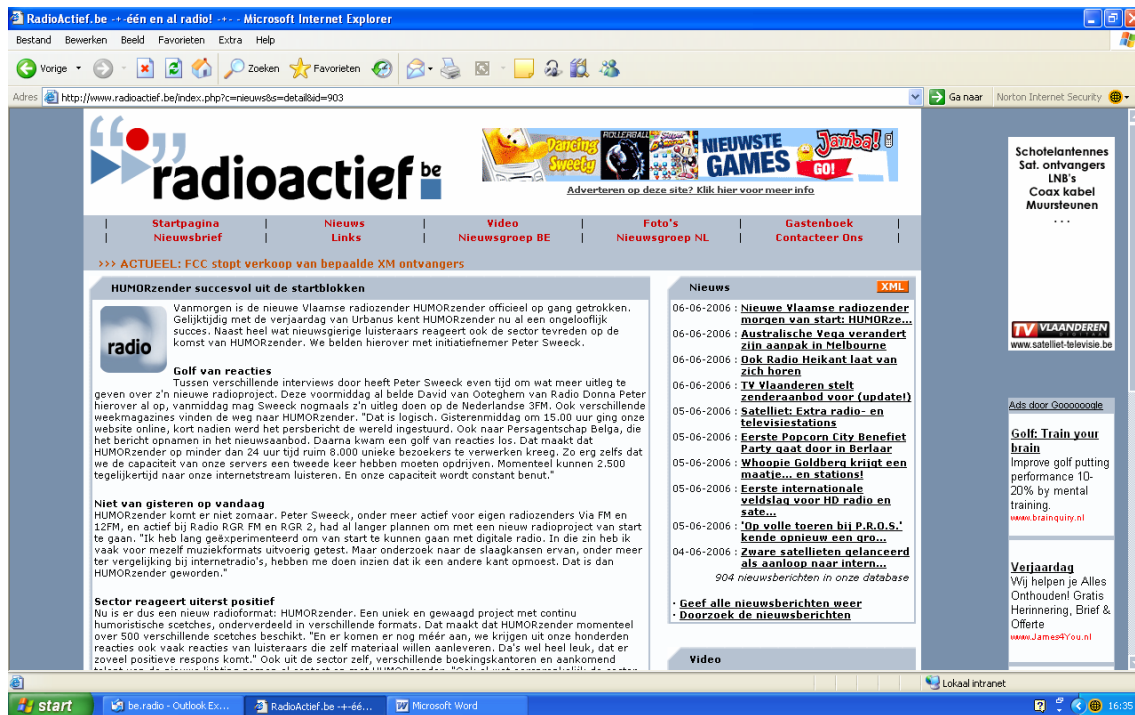 RadioActief.be -+-één en al radio! -+-- - Microsoft Internet Explorer
Bestand Bewerken Beeld Favorieten Extra Help
Vorige Zoeken Favorieten
Adres http://www.radioactief.be/index.php?c=nieuws&s=detail&id=903 Ga naar Norton Internet Security
radioactief be
Dancing Sweety ROLLERBALL NIEUWSTE GAMES Jamba! GO!
Adverteren op deze site? Klik hier voor meer info
| Startpagina | Nieuws | Video | Foto's | Gastenboek |
| Nieuwsbrief | Links | Nieuwsgroep BE | Nieuwsgroep NL | Contacteer Ons |
>>> ACTUEEL: FCC stopt verkoop van bepaalde XM ontvangers
HUMORzender succesvol uit de startblokken
radio
Vanmorgen is de nieuwe Vlaamse radiozender HUMORzender officieel op gang getrokken.
Gelijktijdig met de verjaardag van Urbanus kent HUMORzender nu al een ongelooflijk
succes. Naast heel wat nieuwsgierige luisteraars reageert ook de sector tevreden op de
komst van HUMORzender. We belden hierover met initiatiefnemer Peter Sweeck.
Golf van reacties
Tussen verschillende interviews door heeft Peter Sweeck even tijd om wat meer uitleg te
geven over z'n nieuwe radioproject. Deze voormiddag al belde David van Ooteghem van Radio Donna Peter
hierover al op, vanmiddag mag Sweeck nogmaals z'n uitleg doen op de Nederlandse 3FM. Ook verschillende
weekmagazines vinden de weg naar HUMORzender. "Dat is logisch. Gisterenmiddag om 15.00 uur ging onze
website online, kort nadien werd het persbericht de wereld ingestuurd. Ook naar Persagentschap Belga, die
het bericht opnamen in het nieuwsaanbod. Daarna kwam een golf van reacties los. Dat maakt dat
HUMORzender op minder dan 24 uur tijd ruim 8.000 unieke bezoekers te verwerken kreeg. Zo erg zelfs dat
we de capaciteit van onze servers een tweede keer hebben moeten opdrijven. Momenteel kunnen 2.500
tegelijkertijd naar onze internetstream luisteren. En onze capaciteit wordt constant benut."
Niet van gisteren op vandaag
HUMORzender komt er niet zomaar. Peter Sweeck, onder meer actief voor eigen radiozenders Via FM en
12FM, en actief bij Radio RGR FM en RGR 2, had al langer plannen om met een nieuw radioproject van start
te gaan. "Ik heb lang geëxperimenteerd om van start te kunnen gaan met digitale radio. In die zin heb ik
vaak voor mezelf muziekformats uitvoerig getest. Maar onderzoek naar de slaagkansen ervan, onder meer
ter vergelijking bij internetradio's, hebben me doen inzien dat ik een andere kant opmoest. Dat is dan
HUMORzender geworden."
Sector reageert uiterst positief
Nu is er dus een nieuw radioformat: HUMORzender. Een uniek en gewaagd project met continu
humoristische scetches, onderverdeeld in verschillende formats. Dat maakt dat HUMORzender momenteel
over 500 verschillende scetches beschikt. "En er komen er nog méér aan, we krijgen uit onze honderden
reacties ook vaak reacties van luisteraars die zelf materiaal willen aanleveren. Da's wel heel leuk, dat er
zoveel positieve respons komt." Ook uit de sector zelf, verschillende boekingskantoren en aankomend
Nieuws XML
06-06-2006 : Nieuwe Vlaamse radiozender
morgen van start: HUMORze...
06-06-2006 : Australische Vega verandert
zijn aanpak in Melbourne
06-06-2006 : Ook Radio Heikant laat van
zich horen
06-06-2006 : TV Vlaanderen stelt
zenderaanbod voor (update!)
05-06-2006 : Satelliet: Extra radio- en
televisiestations
05-06-2006 : Eerste Popcorn City Benefiet
Party gaat door in Berlaar
05-06-2006 : Whoopie Goldberg krijgt een
maatje... en stations!
05-06-2006 : Eerste internationale
veldslag voor HD radio en
sate...
05-06-2006 : 'Op volle toeren bij P.R.O.S.'
kende opnieuw een gro...
04-06-2006 : Zware satellieten gelanceerd
als aanloop naar intern...
904 nieuwsberichten in onze database
· Geef alle nieuwsberichten weer
· Doorzoek de nieuwsberichten
Video
Schotelantennes
Sat. ontvangers
LNB's
Coax kabel
Muursteunen
. . .
TV VLAANDEREN
www.satelliet-televisie.be
Ads door Goooooogle
Golf: Train your
brain
Improve golf putting
performance 10-
20% by mental
training.
www.brainquiry.nl
Verjaardag
Wij helpen je Alles
Onthouden! Gratis
Herinnering, Brief &
Offerte
www.James4You.nl
Lokaal intranet
start be.radio - Outlook Ex... RadioActief.be -+-éé... Microsoft Word 16:35